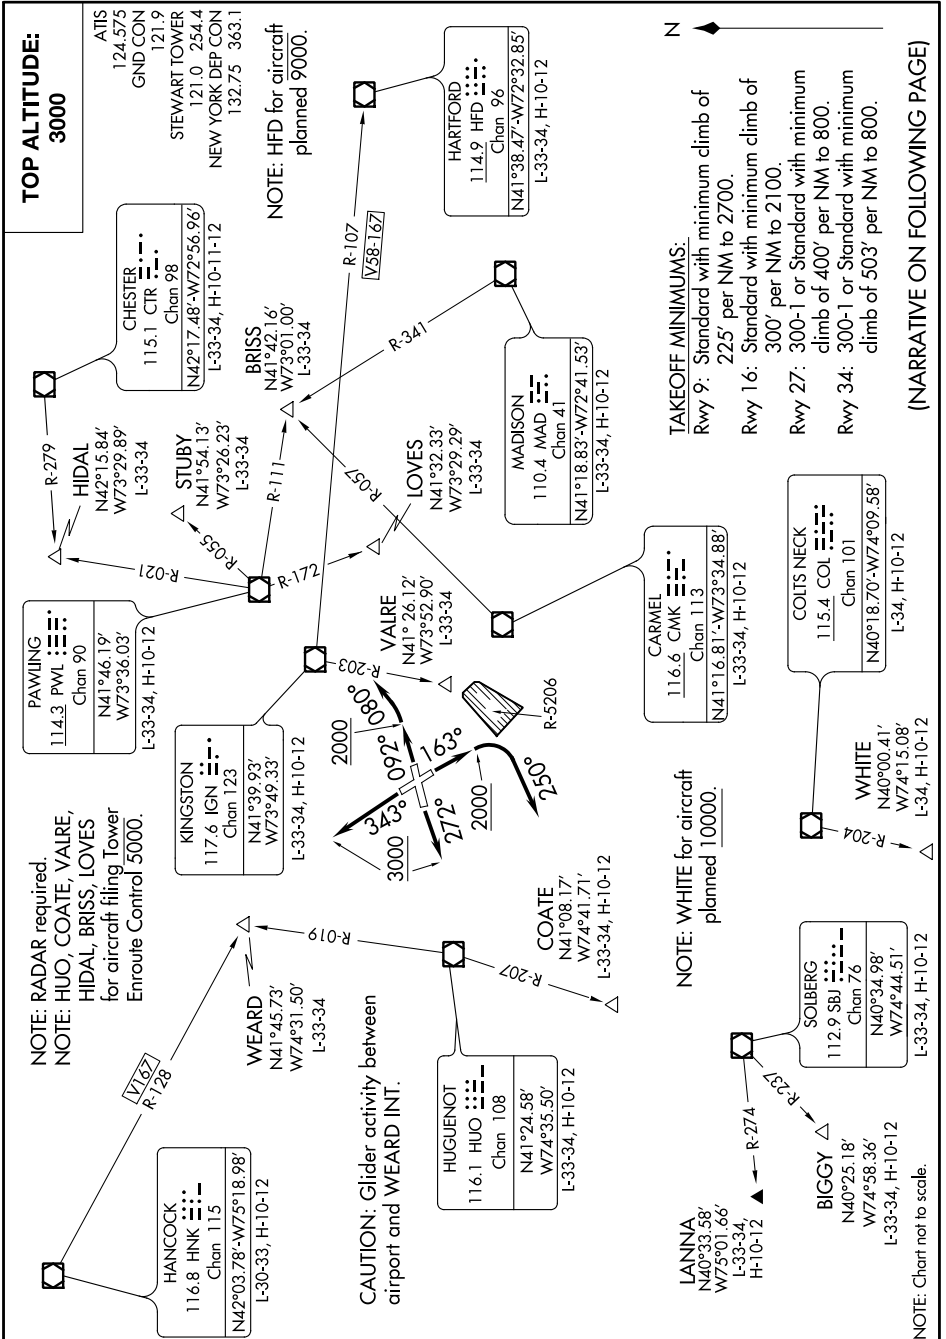 TOP ALTITUDE:
3000
ATIS
124.575
GND CON
121.9
STEWART TOWER
121.0 254.4
NEW YORK DEP CON
132.75 363.1
NOTE: RADAR required.
NOTE: HUO, COATE, VALRE,
HIDAL, BRISS, LOVES
for aircraft filing Tower
Enroute Control 5000.
PAWLING
114.3 PWL
Chan 90
N41°46.19'
W73°36.03'
L-33-34, H-10-12
CHESTER
115.1 CTR
Chan 98
N42°17.48'-W72°56.96'
L-33-34, H-10-11-12
R-279
HIDAL
N42°15.84'
W73°29.89'
L-33-34
R-021
R-055
STUBY
N41°54.13'
W73°26.23'
L-33-34
R-111
BRISS
N41°42.16'
W73°01.00'
L-33-34
NOTE: HFD for aircraft
planned 9000.
R-107
V58-167
R-172
LOVES
N41°32.33'
W73°29.29'
L-33-34
R-057
R-341
HARTFORD
114.9 HFD
Chan 96
N41°38.47'-W72°32.85'
L-33-34, H-10-12
HANCOCK
116.8 HNK
Chan 115
N42°03.78'-W75°18.98'
L-30-33, H-10-12
V167
R-128
WEARD
N41°45.73'
W74°31.50'
L-33-34
R-019
KINGSTON
117.6 IGN
Chan 123
N41°39.93'
W73°49.33'
L-33-34, H-10-12
R-203
VALRE
N41°26.12'
W73°52.90'
L-33-34
343°
3000
272°
092°
2000
080°
163°
2000
250°
R-5206
MADISON
110.4 MAD
Chan 41
N41°18.83'-W72°41.53'
L-33-34, H-10-12
CAUTION: Glider activity between
airport and WEARD INT.
HUGUENOT
116.1 HUO
Chan 108
N41°24.58'
W74°35.50'
L-33-34, H-10-12
R-207
COATE
N41°08.17'
W74°41.71'
L-33-34, H-10-12
CARMEL
116.6 CMK
Chan 113
N41°16.81'-W73°34.88'
L-33-34, H-10-12
NOTE: WHITE for aircraft
planned 10000.
LANNA
N40°33.58'
W75°01.66'
L-33-34,
H-10-12
R-274
R-237
BIGGY
N40°25.18'
W74°58.36'
L-33-34, H-10-12
SOLBERG
112.9 SBJ
Chan 76
N40°34.98'
W74°44.51'
L-33-34, H-10-12
R-204
WHITE
N40°00.41'
W74°15.08'
L-34, H-10-12
COLTS NECK
115.4 COL
Chan 101
N40°18.70'-W74°09.58'
L-34, H-10-12
N
TAKEOFF MINIMUMS:
Rwy 9: Standard with minimum climb of
225' per NM to 2700.
Rwy 16: Standard with minimum climb of
300' per NM to 2100.
Rwy 27: 300-1 or Standard with minimum
climb of 400' per NM to 800.
Rwy 34: 300-1 or Standard with minimum
climb of 503' per NM to 800.
(NARRATIVE ON FOLLOWING PAGE)
NOTE: Chart not to scale.